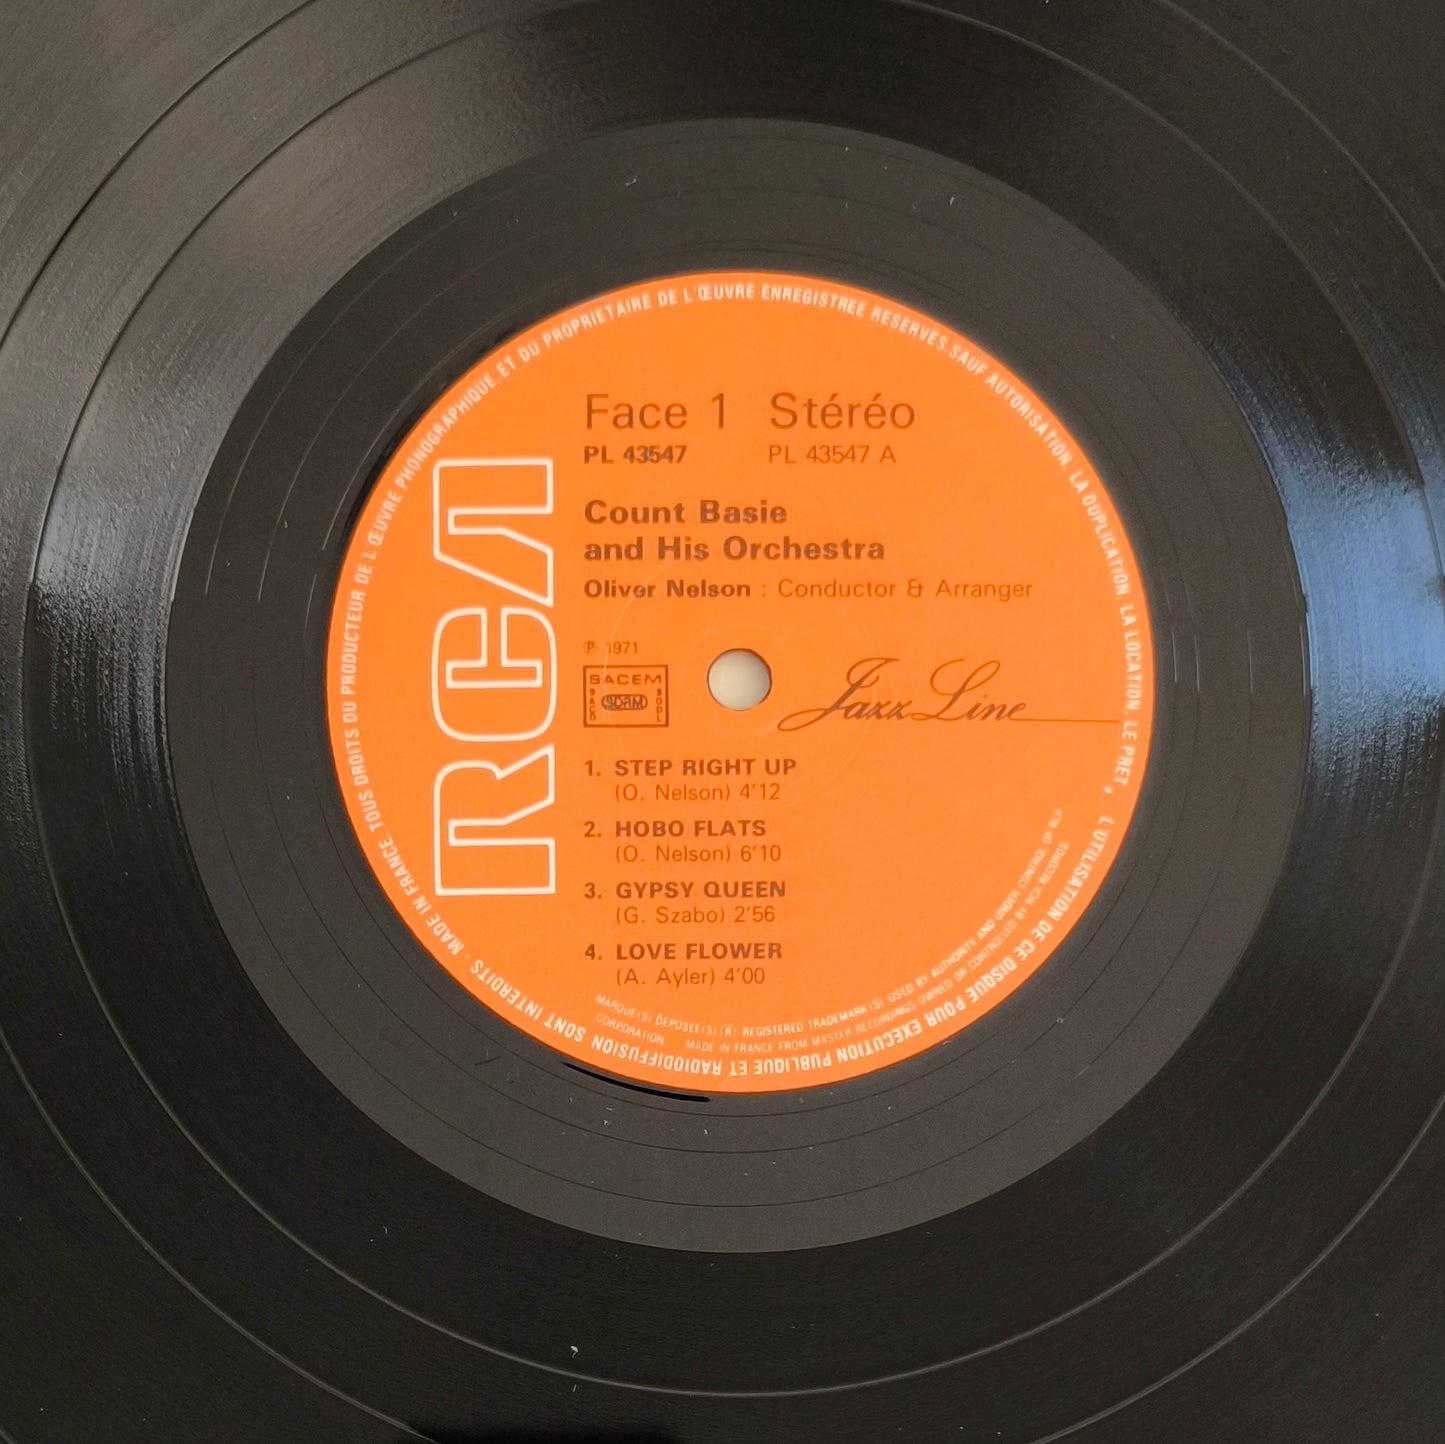 Face 1 Stéréo
PL 43547 PL 43547 A
Count Basie
and His Orchestra
Oliver Nelson : Conductor & Arranger
℗ 1971
SACEM
SACD SDRM SGDL
Jazz Line
RCA
1. STEP RIGHT UP
(O. Nelson) 4'12
2. HOBO FLATS
(O. Nelson) 6'10
3. GYPSY QUEEN
(G. Szabo) 2'56
4. LOVE FLOWER
(A. Ayler) 4'00
MARQUE(S) DEPOSEE(S) ® REGISTERED TRADEMARK(S) USED BY AUTHORITY AND UNDER CONTROL OF RCA
CORPORATION MADE IN FRANCE FROM MASTER RECORDINGS OWNED OR CONTROLLED BY RCA RECORDS
MADE IN FRANCE. TOUS DROITS DU PRODUCTEUR DE L'ŒUVRE PHONOGRAPHIQUE. ET DU PROPRIETAIRE DE L'ŒUVRE ENREGISTREE RESERVES. SAUF AUTORISATION, LA DUPLICATION, LA LOCATION, LE PRET, L'UTILISATION DE CE DISQUE POUR EXECUTION PUBLIQUE ET RADIODIFFUSION SONT INTERDITS -